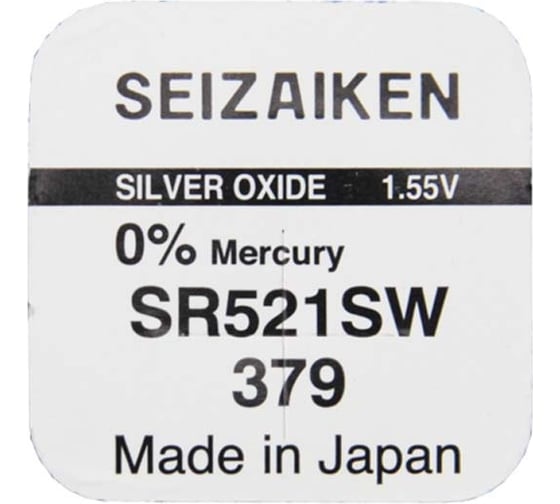 SEIZAIKEN
SILVER OXIDE 1.55V
0% Mercury
SR521SW
379
Made in Japan